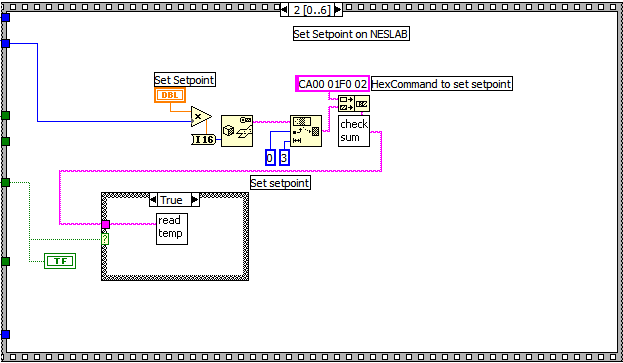 2 [0..6]
Set Setpoint on NESLAB
Set Setpoint
DBL
CA00 01F0 02
HexCommand to set setpoint
x
I16
check
sum
0
3
Set setpoint
True
read
temp
?
TF